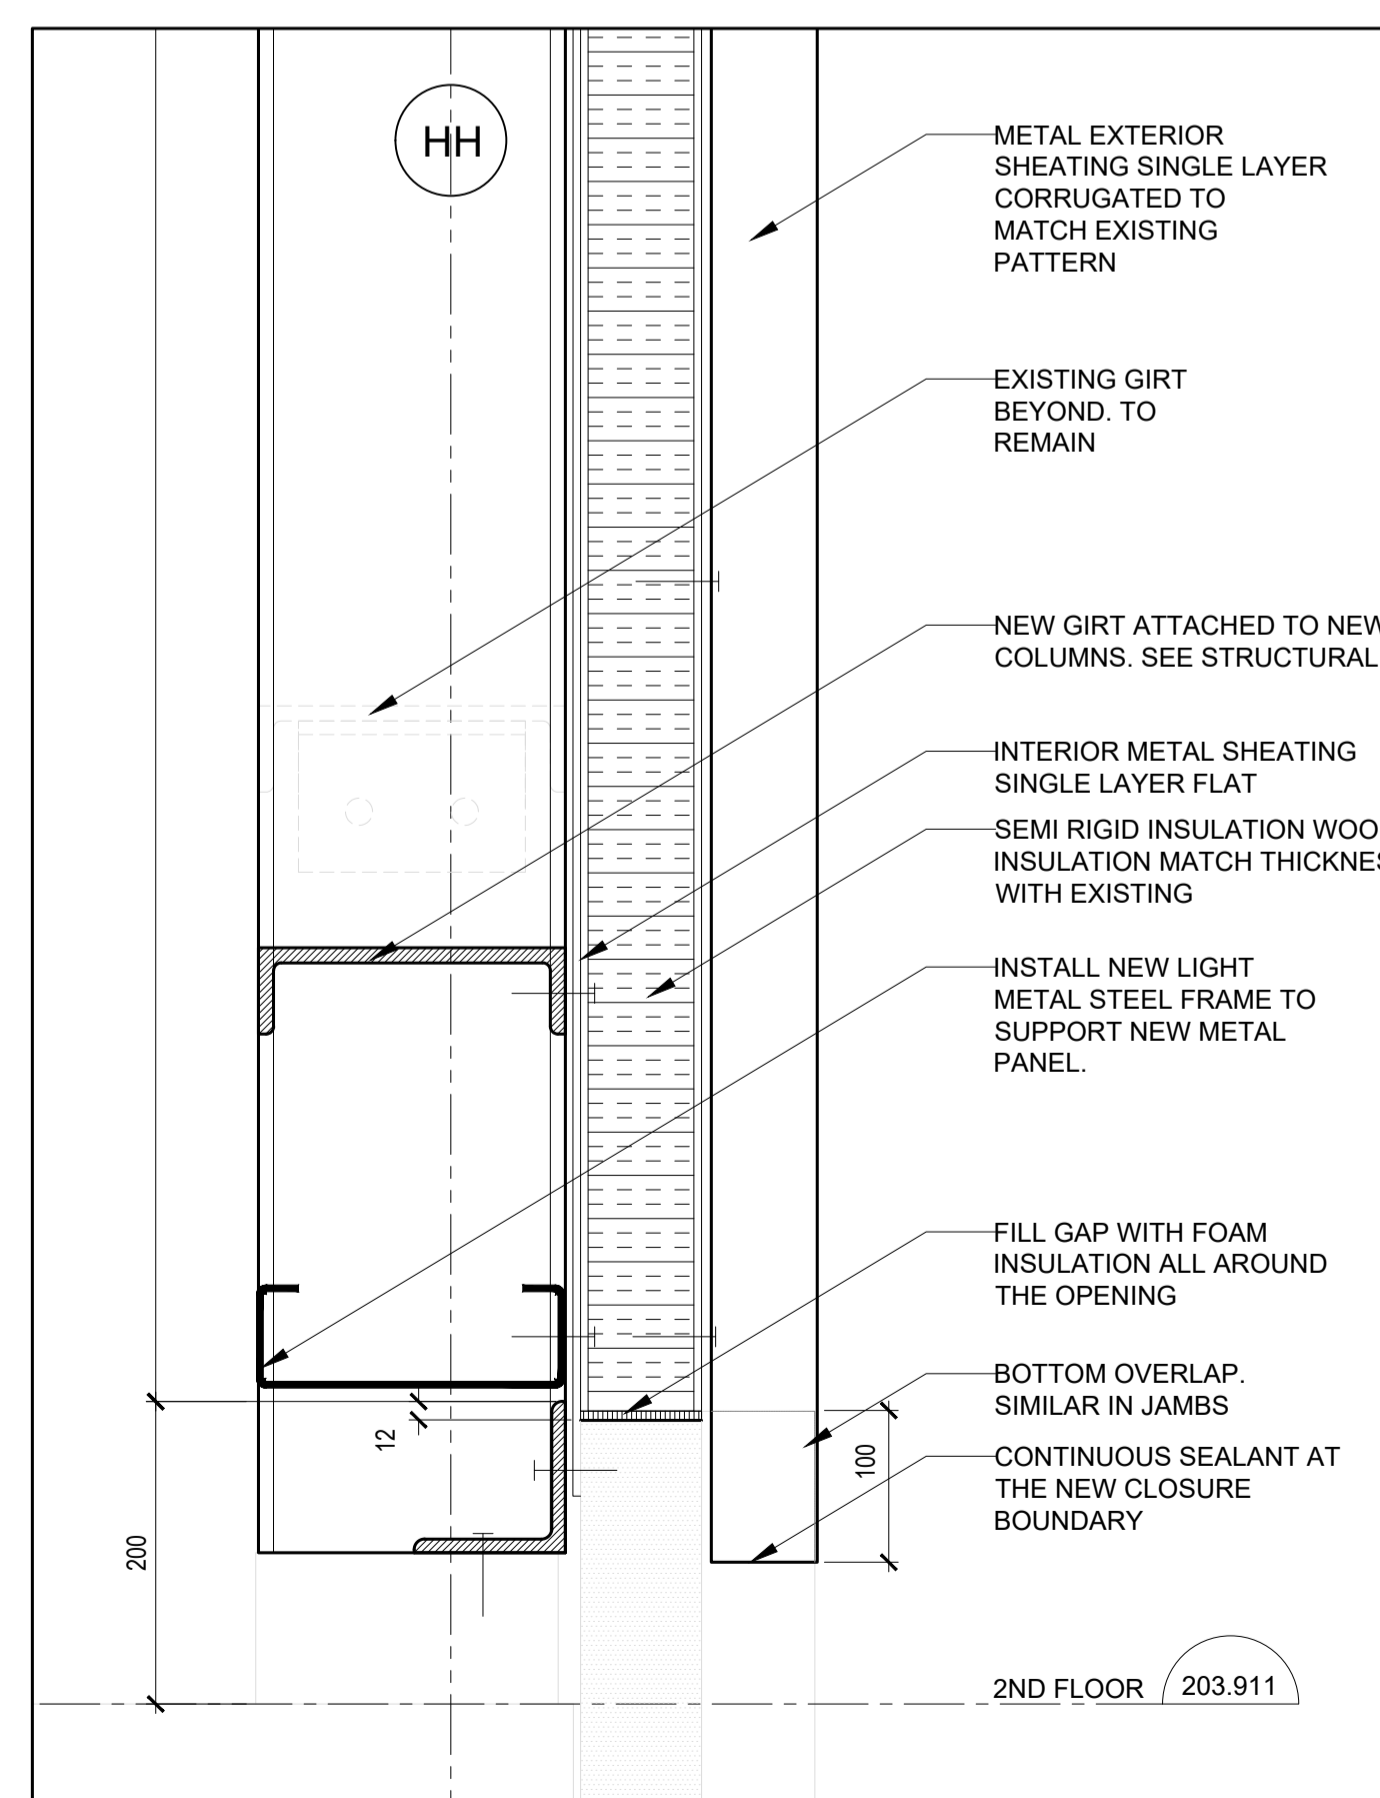 HH
METAL EXTERIOR
SHEATING SINGLE LAYER
CORRUGATED TO
MATCH EXISTING
PATTERN
EXISTING GIRT
BEYOND. TO
REMAIN
NEW GIRT ATTACHED TO NEW
COLUMNS. SEE STRUCTURAL
INTERIOR METAL SHEATING
SINGLE LAYER FLAT
SEMI RIGID INSULATION WOO
INSULATION MATCH THICKNES
WITH EXISTING
INSTALL NEW LIGHT
METAL STEEL FRAME TO
SUPPORT NEW METAL
PANEL.
FILL GAP WITH FOAM
INSULATION ALL AROUND
THE OPENING
BOTTOM OVERLAP.
SIMILAR IN JAMBS
CONTINUOUS SEALANT AT
THE NEW CLOSURE
BOUNDARY
12
100
200
2ND FLOOR 203.911